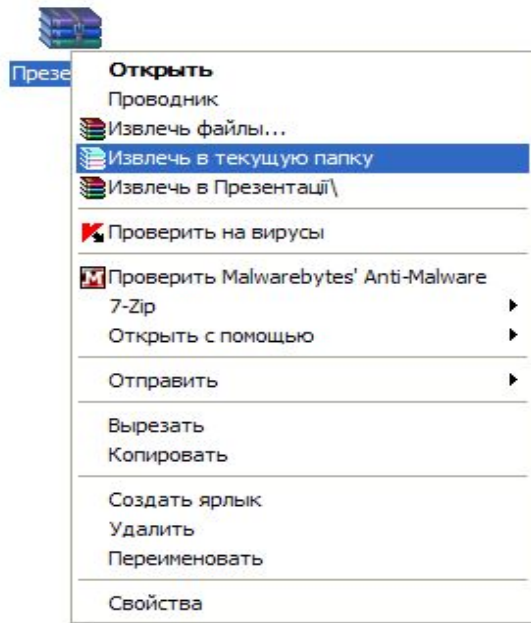 Презе
Открыть
Проводник
Извлечь файлы...
Извлечь в текущую папку
Извлечь в Презентації\
Проверить на вирусы
Проверить Malwarebytes' Anti-Malware
7-Zip
Открыть с помощью
Отправить
Вырезать
Копировать
Создать ярлык
Удалить
Переименовать
Свойства